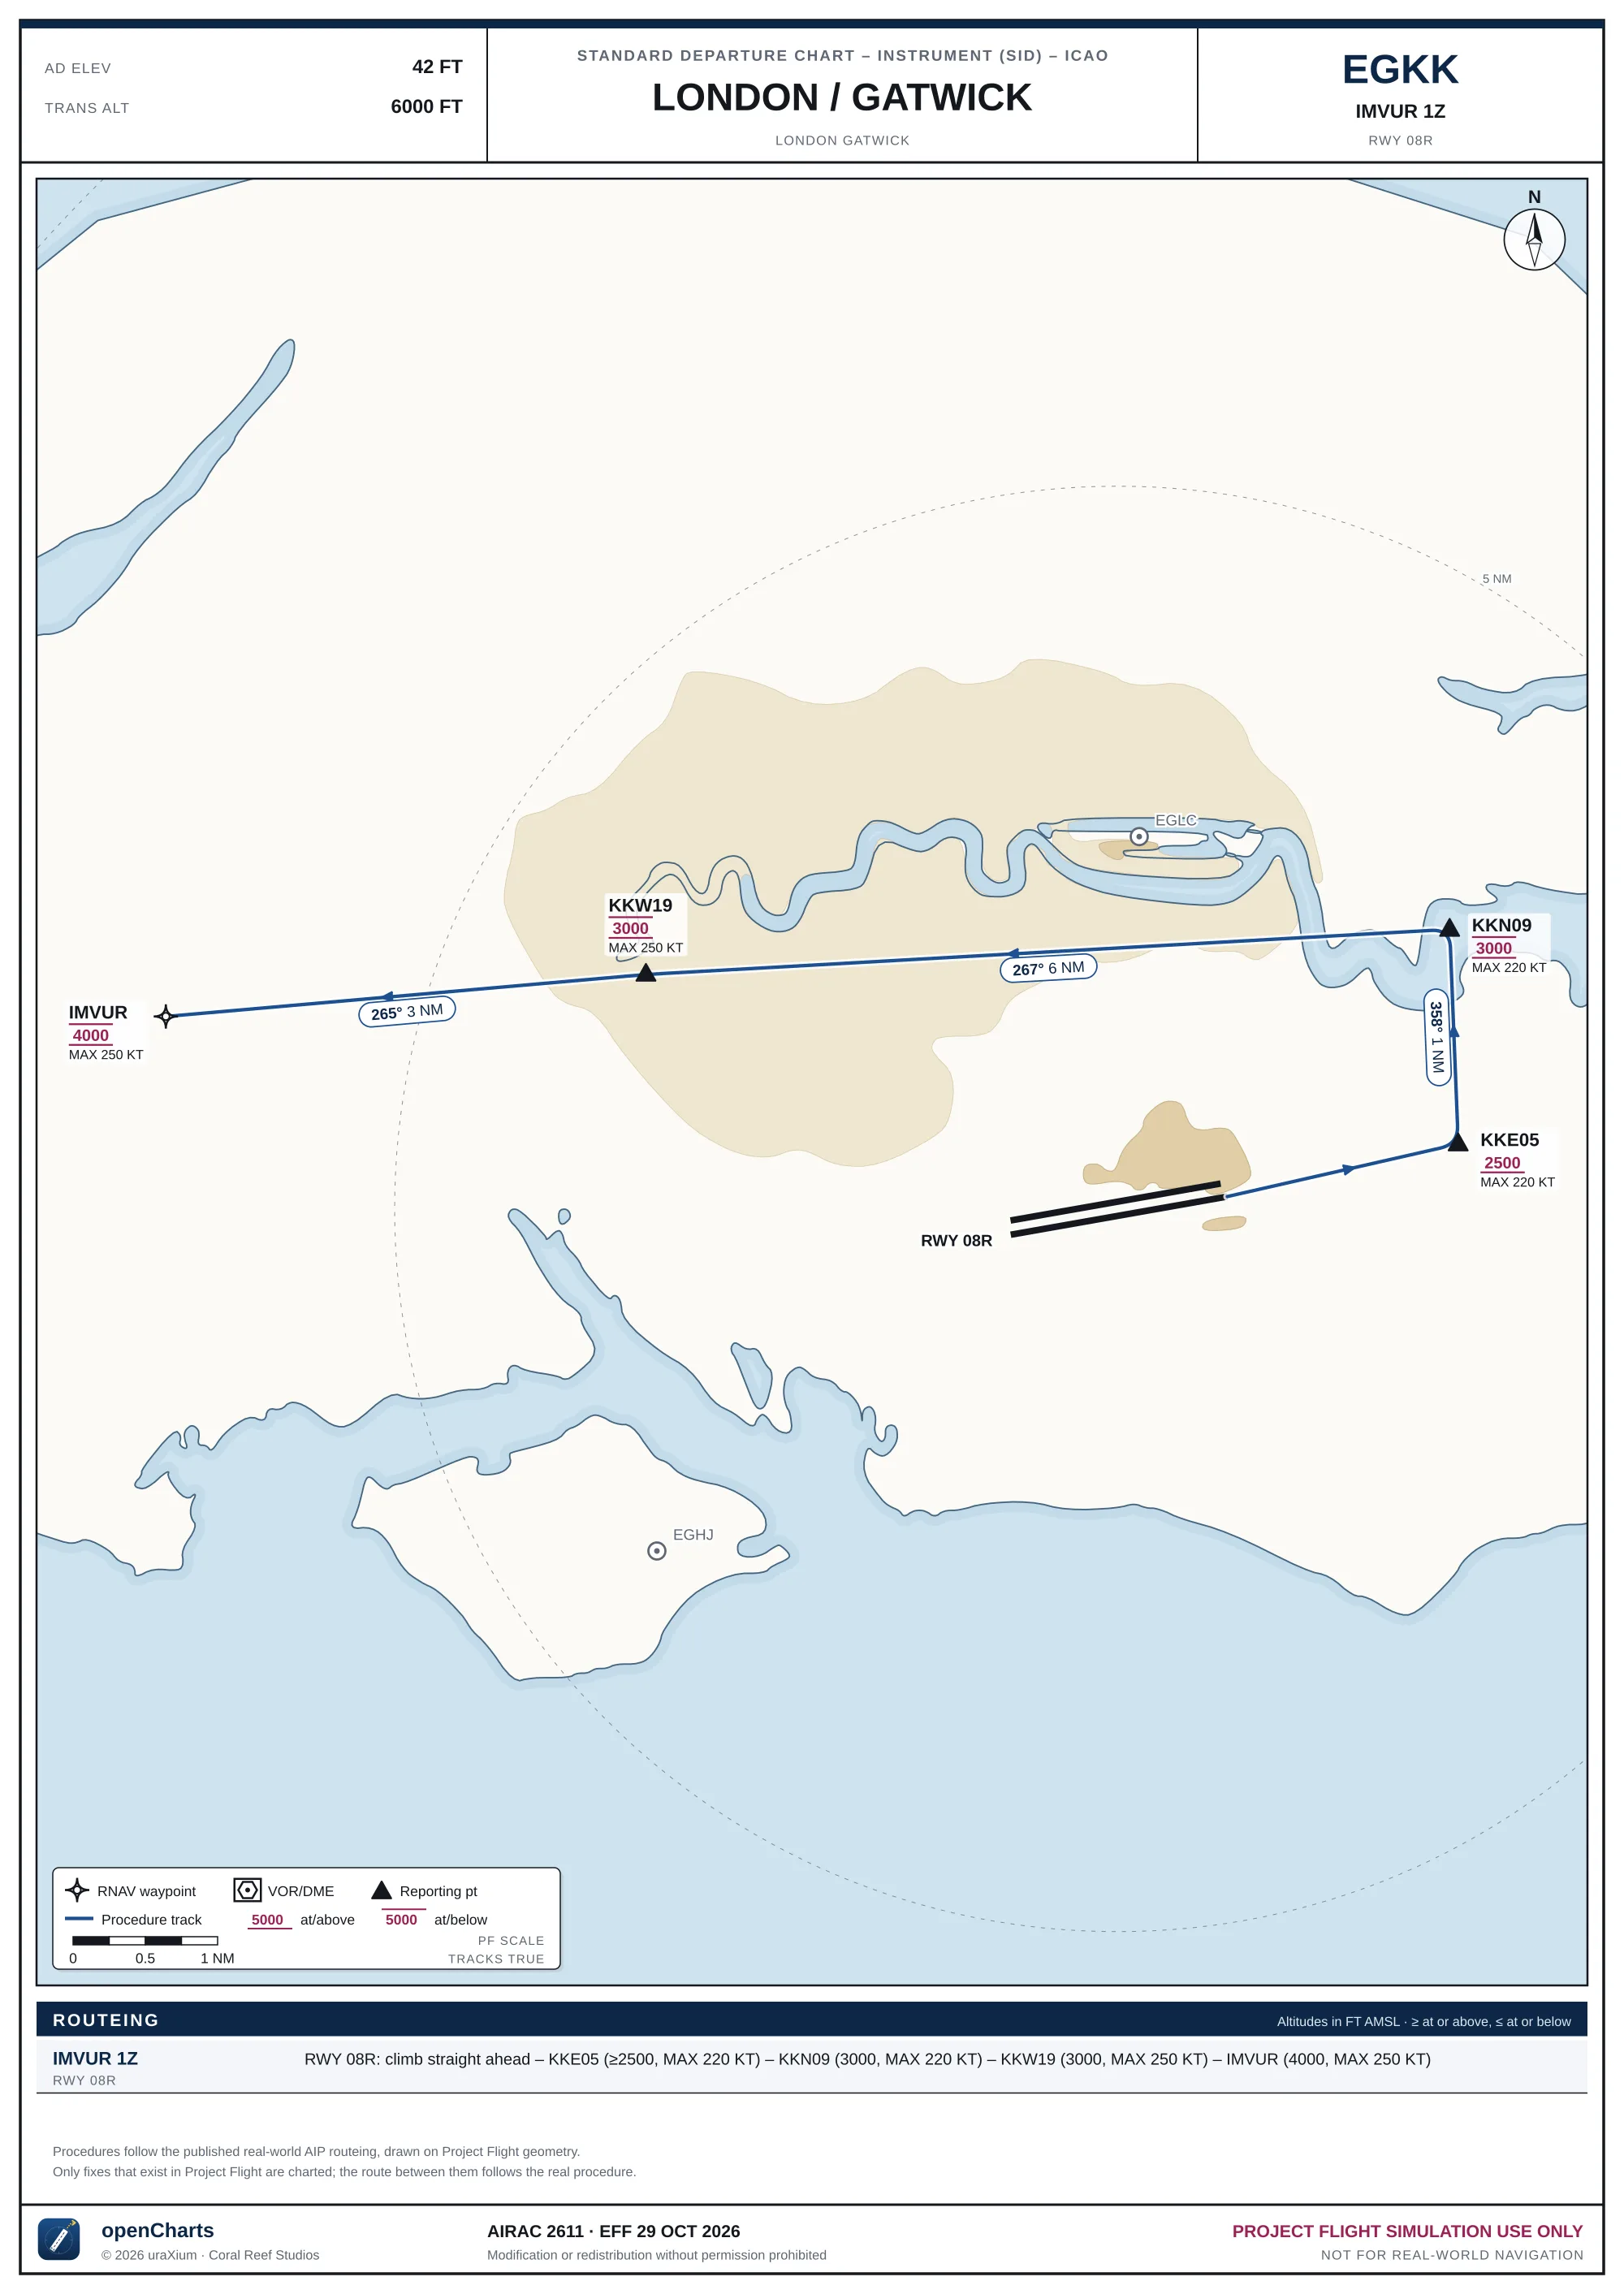 AD ELEV 42 FT
TRANS ALT 6000 FT
STANDARD DEPARTURE CHART – INSTRUMENT (SID) – ICAO
LONDON / GATWICK
LONDON GATWICK
EGKK
IMVUR 1Z
RWY 08R
N
5 NM
EGLC
KKW19
3000
MAX 250 KT
KKN09
3000
MAX 220 KT
267° 6 NM
IMVUR
4000
MAX 250 KT
265° 3 NM
358° 1 NM
KKE05
2500
MAX 220 KT
RWY 08R
EGHJ
RNAV waypoint VOR/DME Reporting pt
Procedure track 5000 at/above 5000 at/below
PF SCALE
0 0.5 1 NM TRACKS TRUE
ROUTEING Altitudes in FT AMSL · ≥ at or above, ≤ at or below
IMVUR 1Z RWY 08R: climb straight ahead – KKE05 (≥2500, MAX 220 KT) – KKN09 (3000, MAX 220 KT) – KKW19 (3000, MAX 250 KT) – IMVUR (4000, MAX 250 KT)
RWY 08R
Procedures follow the published real-world AIP routeing, drawn on Project Flight geometry.
Only fixes that exist in Project Flight are charted; the route between them follows the real procedure.
openCharts AIRAC 2611 · EFF 29 OCT 2026 PROJECT FLIGHT SIMULATION USE ONLY
© 2026 uraXium · Coral Reef Studios Modification or redistribution without permission prohibited NOT FOR REAL-WORLD NAVIGATION